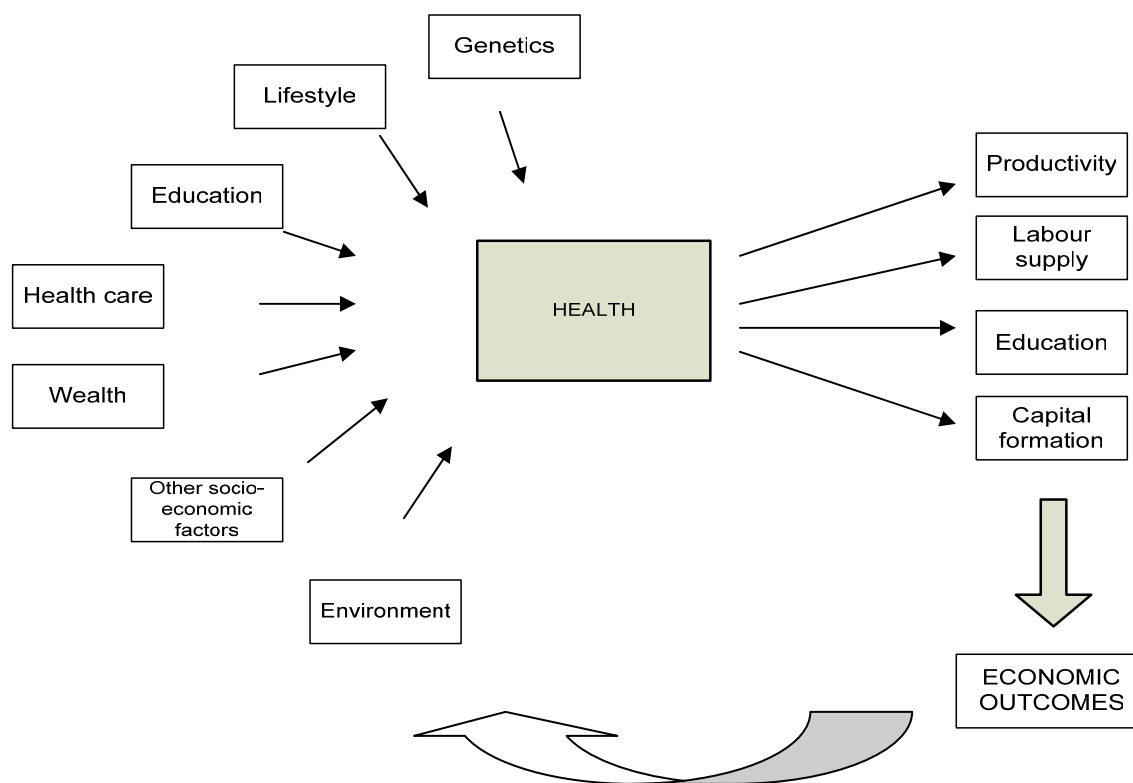 Genetics
Lifestyle
Education
Health care
Wealth
Other socio-
economic
factors
Environment
HEALTH
Productivity
Labour
supply
Education
Capital
formation
ECONOMIC
OUTCOMES